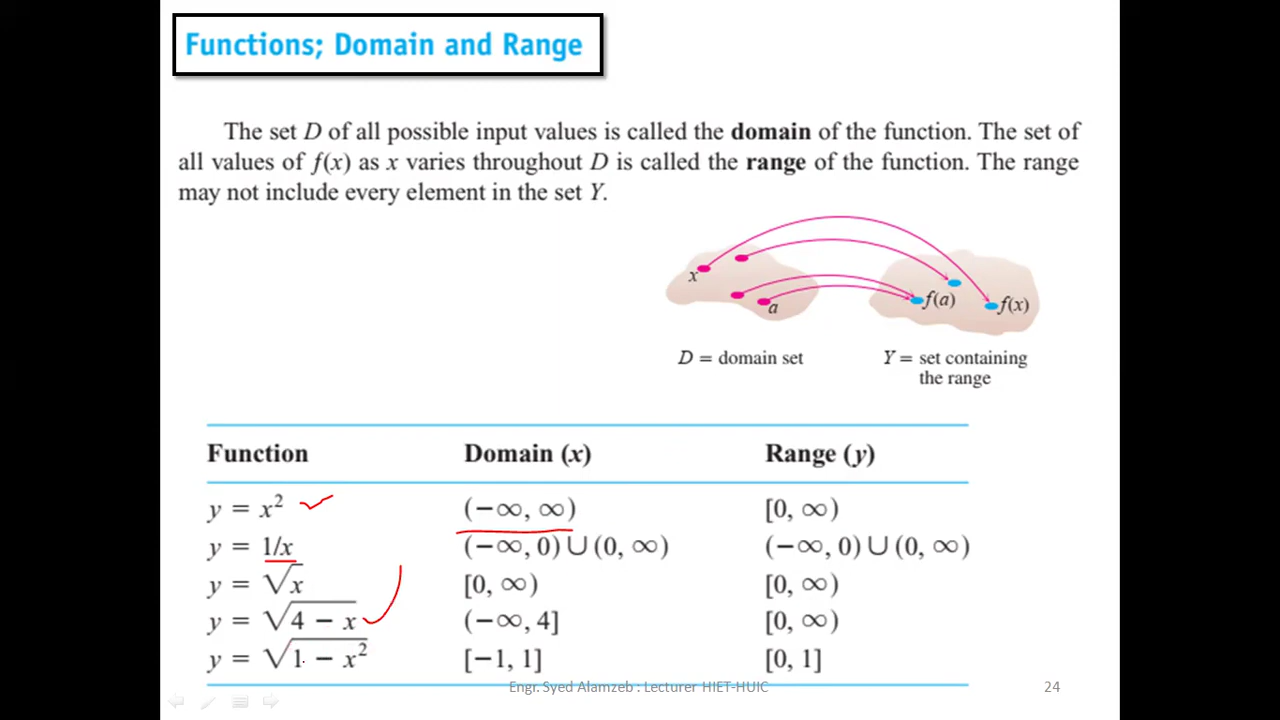 Functions; Domain and Range
The set D of all possible input values is called the domain of the function. The set of
all values of f(x) as x varies throughout D is called the range of the function. The range
may not include every element in the set Y.
x
a
f(a)
f(x)
D = domain set
Y = set containing
the range
Function Domain (x) Range (y)
y = x² (−∞, ∞) [0, ∞)
y = 1/x (−∞, 0) ∪ (0, ∞) (−∞, 0) ∪ (0, ∞)
y = √x [0, ∞) [0, ∞)
y = √(4 − x) (−∞, 4] [0, ∞)
y = √(1 − x²) [−1, 1] [0, 1]
Engr. Syed Alamzeb : Lecturer HIET-HUIC
24